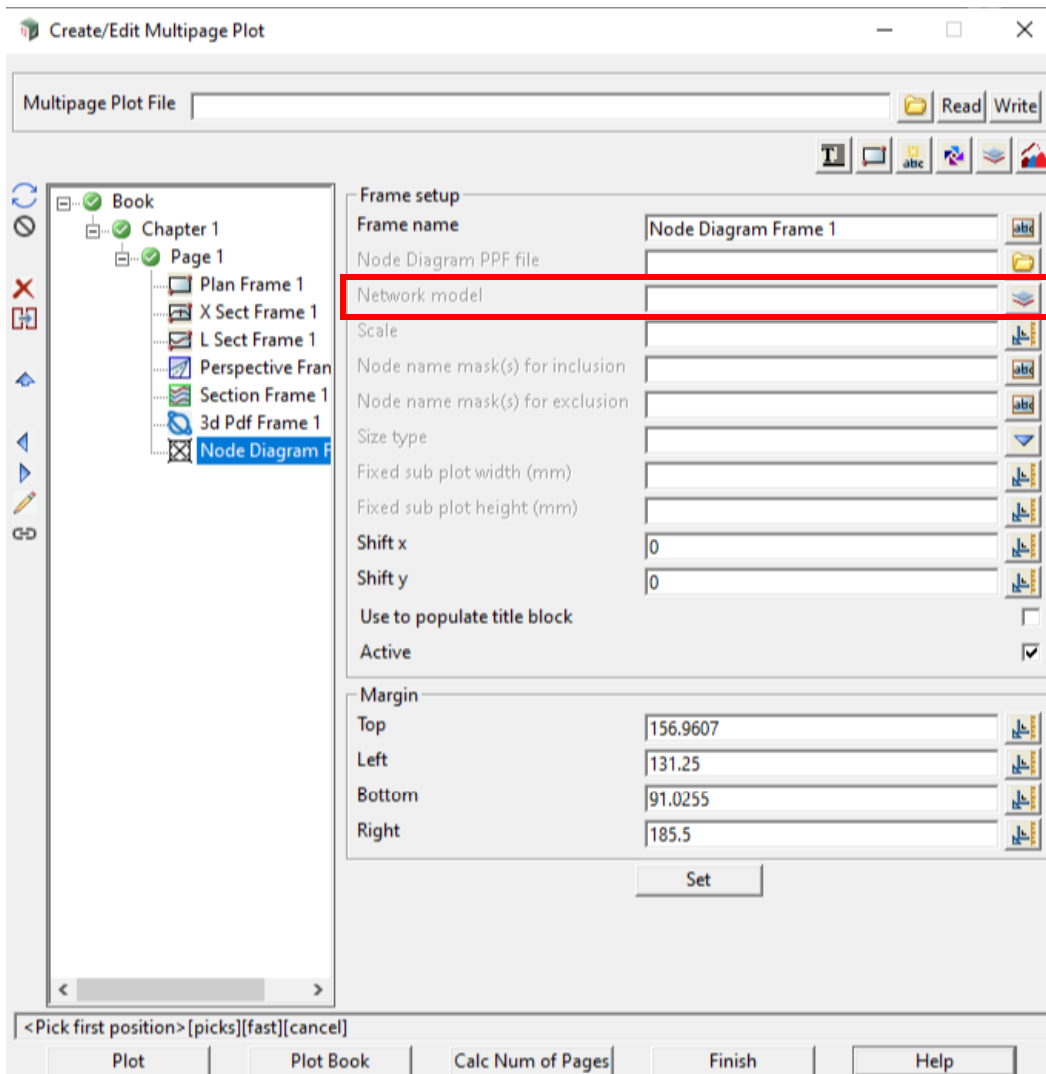 Create/Edit Multipage Plot
Multipage Plot File
Read Write
T
abc
Book
Chapter 1
Page 1
Plan Frame 1
X Sect Frame 1
L Sect Frame 1
Perspective Fran
Section Frame 1
3d Pdf Frame 1
Node Diagram F
Frame setup
Frame name Node Diagram Frame 1
Node Diagram PPF file
Network model
Scale
Node name mask(s) for inclusion
Node name mask(s) for exclusion
Size type
Fixed sub plot width (mm)
Fixed sub plot height (mm)
Shift x 0
Shift y 0
Use to populate title block
Active
Margin
Top 156.9607
Left 131.25
Bottom 91.0255
Right 185.5
Set
<Pick first position>[picks][fast][cancel]
Plot Plot Book Calc Num of Pages Finish Help